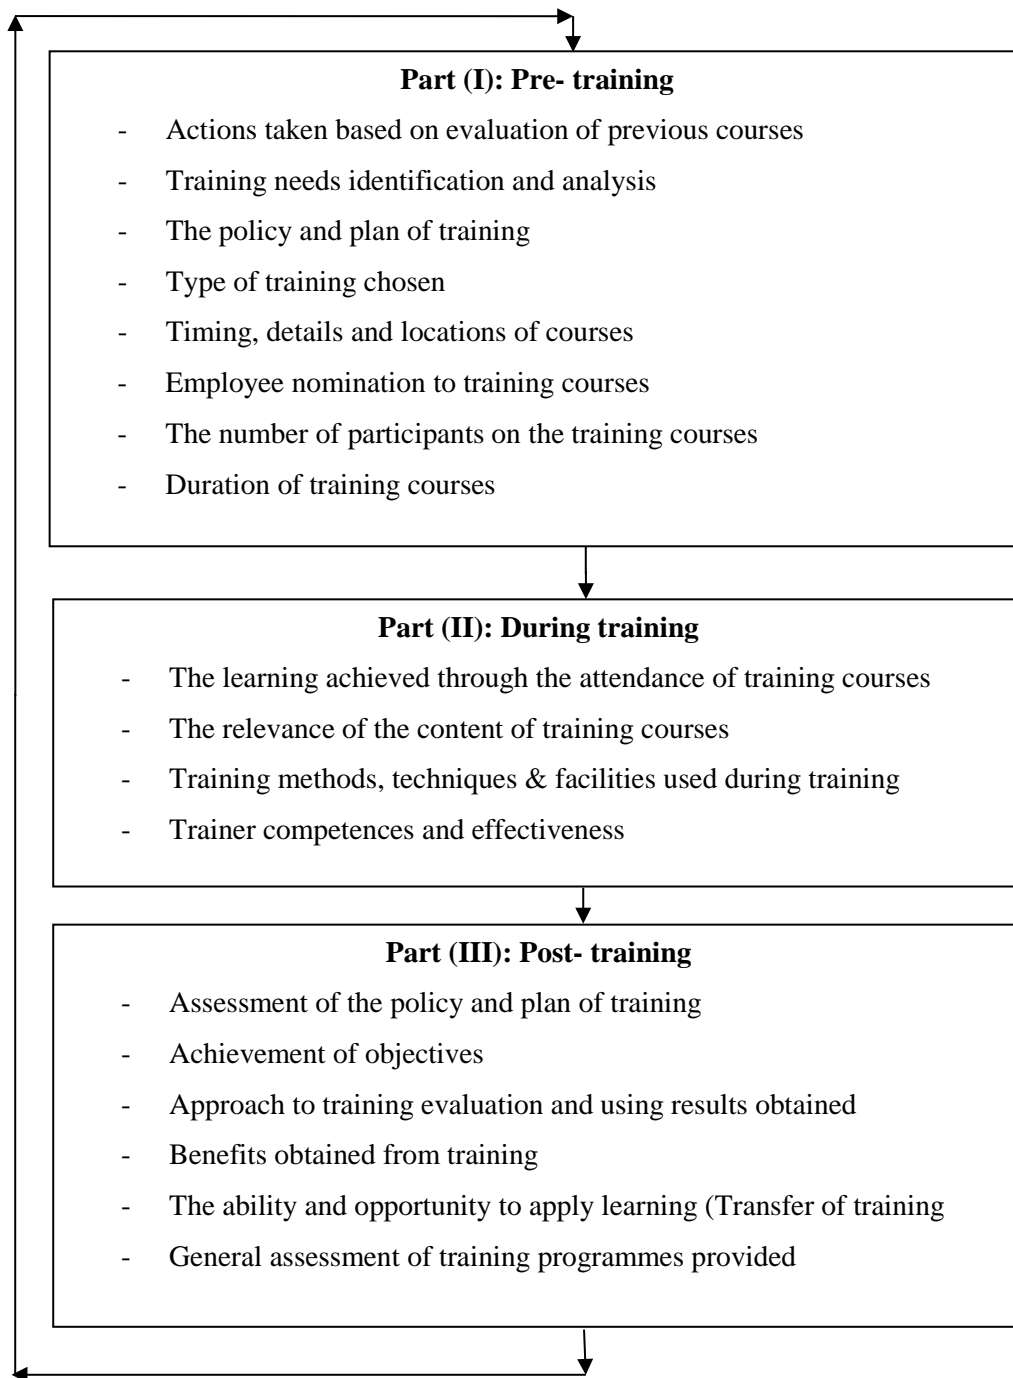 Part (I): Pre- training
- Actions taken based on evaluation of previous courses
- Training needs identification and analysis
- The policy and plan of training
- Type of training chosen
- Timing, details and locations of courses
- Employee nomination to training courses
- The number of participants on the training courses
- Duration of training courses
Part (II): During training
- The learning achieved through the attendance of training courses
- The relevance of the content of training courses
- Training methods, techniques & facilities used during training
- Trainer competences and effectiveness
Part (III): Post- training
- Assessment of the policy and plan of training
- Achievement of objectives
- Approach to training evaluation and using results obtained
- Benefits obtained from training
- The ability and opportunity to apply learning (Transfer of training
- General assessment of training programmes provided